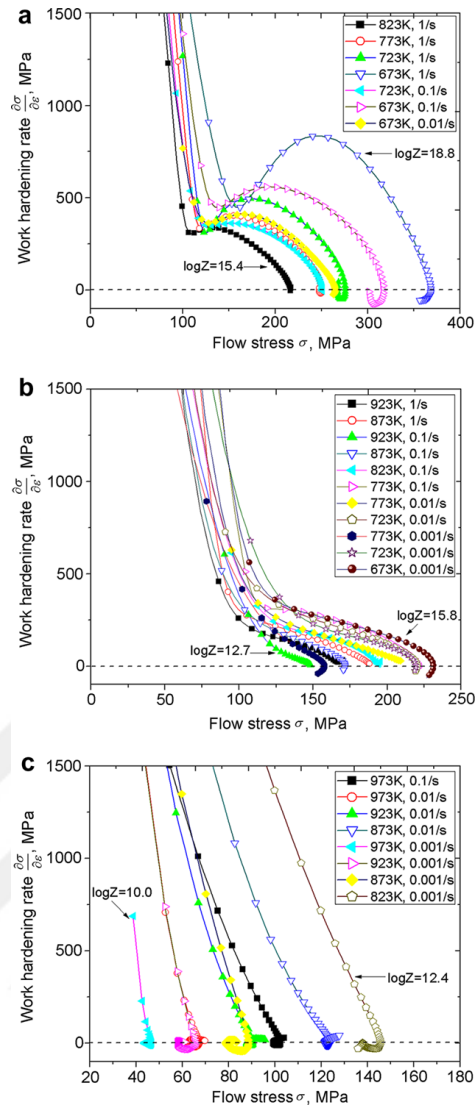 a
1500
1000
500
0
0
100
200
300
400
Work hardening rate ∂σ/∂ε, MPa
Flow stress σ, MPa
823K, 1/s
773K, 1/s
723K, 1/s
673K, 1/s
723K, 0.1/s
673K, 0.1/s
673K, 0.01/s
logZ=18.8
logZ=15.4
b
1500
1000
500
0
0
50
75
100
125
150
175
200
225
250
Work hardening rate ∂σ/∂ε, MPa
Flow stress σ, MPa
923K, 1/s
873K, 1/s
923K, 0.1/s
873K, 0.1/s
823K, 0.1/s
773K, 0.1/s
773K, 0.01/s
723K, 0.01/s
773K, 0.001/s
723K, 0.001/s
673K, 0.001/s
logZ=15.8
logZ=12.7
c
1500
1000
500
0
20
40
60
80
100
120
140
160
180
Work hardening rate ∂σ/∂ε, MPa
Flow stress σ, MPa
973K, 0.1/s
973K, 0.01/s
923K, 0.01/s
873K, 0.01/s
973K, 0.001/s
923K, 0.001/s
873K, 0.001/s
823K, 0.001/s
logZ=10.0
logZ=12.4